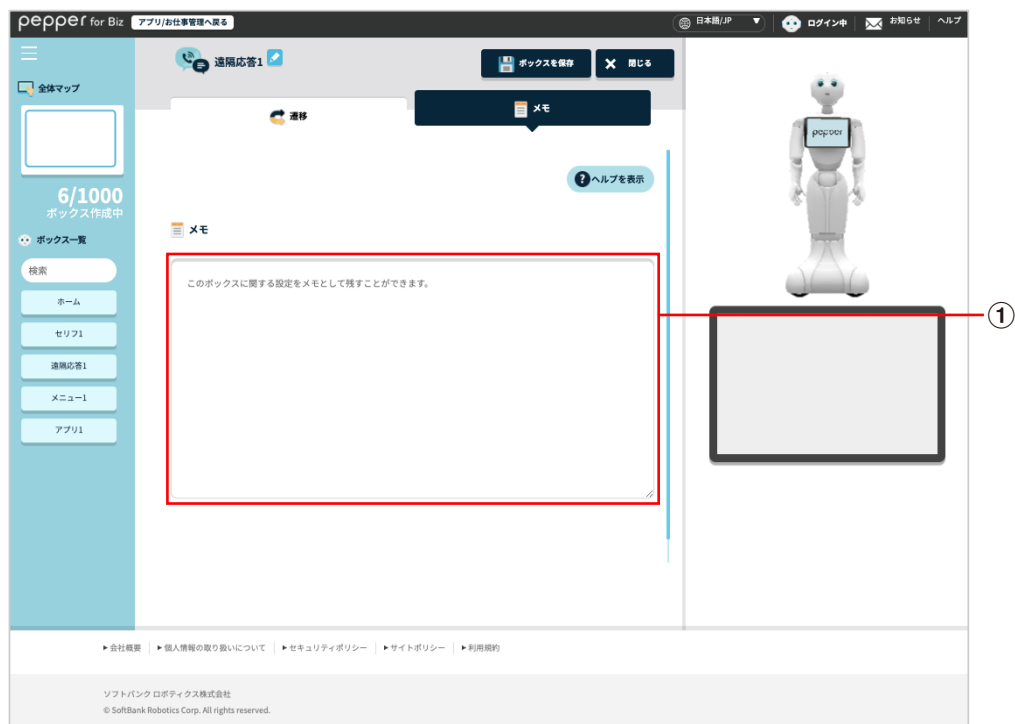 pepper for Biz アプリ/お仕事管理へ戻る 日本語/JP ▼ ログイン中 お知らせ ヘルプ
全体マップ
6/1000
ボックス作成中
ボックス一覧
検索
ホーム
セリフ1
遠隔応答1
メニュー1
アプリ1
遠隔応答1
ボックスを保存
閉じる
遷移
メモ
?ヘルプを表示
メモ
このボックスに関する設定をメモとして残すことができます。
pepper
①
▶会社概要 ▶個人情報の取り扱いについて ▶セキュリティポリシー ▶サイトポリシー ▶利用規約
ソフトバンク ロボティクス株式会社
© SoftBank Robotics Corp. All rights reserved.